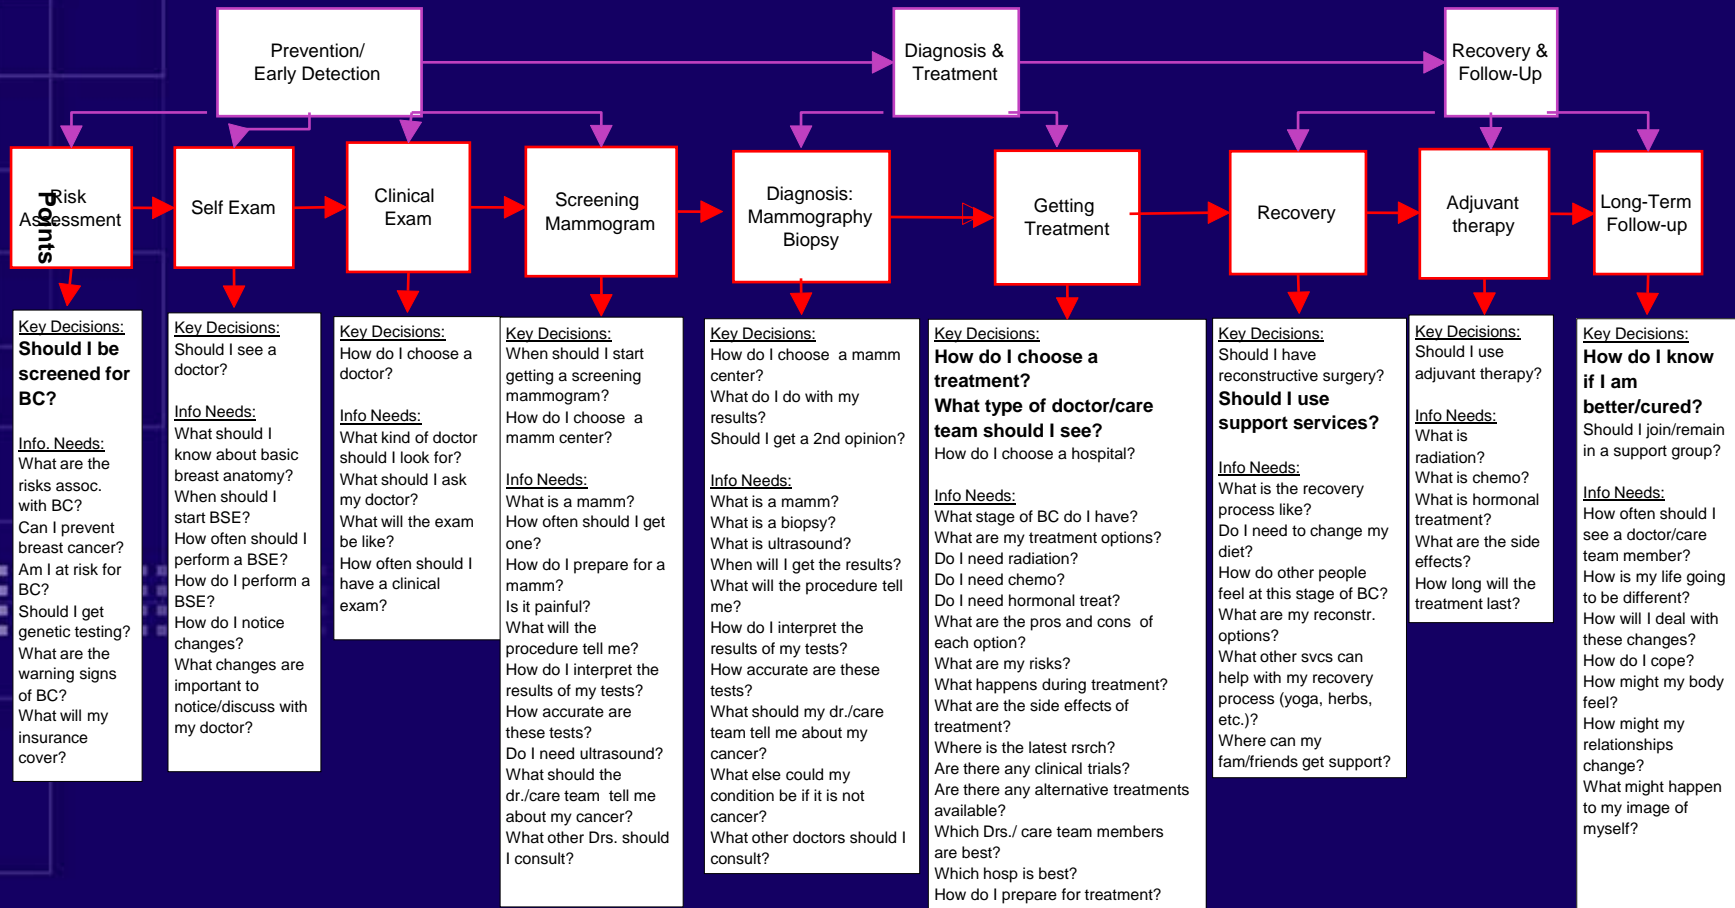 Prevention/
Early Detection
Diagnosis &
Treatment
Recovery &
Follow-Up
Points
Risk
Assessment
Self Exam
Clinical
Exam
Screening
Mammogram
Diagnosis:
Mammography
Biopsy
Getting
Treatment
Recovery
Adjuvant
therapy
Long-Term
Follow-up
Key Decisions:
Should I be
screened for
BC?
Info. Needs:
What are the
risks assoc.
with BC?
Can I prevent
breast cancer?
Am I at risk for
BC?
Should I get
genetic testing?
What are the
warning signs
of BC?
What will my
insurance
cover?
Key Decisions:
Should I see a
doctor?
Info Needs:
What should I
know about basic
breast anatomy?
When should I
start BSE?
How often should I
perform a BSE?
How do I perform a
BSE?
How do I notice
changes?
What changes are
important to
notice/discuss with
my doctor?
Key Decisions:
How do I choose a
doctor?
Info Needs:
What kind of doctor
should I look for?
What should I ask
my doctor?
What will the exam
be like?
How often should I
have a clinical
exam?
Key Decisions:
When should I start
getting a screening
mammogram?
How do I choose a
mamm center?
Info Needs:
What is a mamm?
How often should I get
one?
How do I prepare for a
mamm?
Is it painful?
What will the
procedure tell me?
How do I interpret the
results of my tests?
How accurate are
these tests?
Do I need ultrasound?
What should the
dr./care team tell me
about my cancer?
What other Drs. should
I consult?
Key Decisions:
How do I choose a mamm
center?
What do I do with my
results?
Should I get a 2nd opinion?
Info Needs:
What is a mamm?
What is a biopsy?
What is ultrasound?
When will I get the results?
What will the procedure tell
me?
How do I interpret the
results of my tests?
How accurate are these
tests?
What should my dr./care
team tell me about my
cancer?
What else could my
condition be if it is not
cancer?
What other doctors should I
consult?
Key Decisions:
How do I choose a
treatment?
What type of doctor/care
team should I see?
How do I choose a hospital?
Info Needs:
What stage of BC do I have?
What are my treatment options?
Do I need radiation?
Do I need chemo?
Do I need hormonal treat?
What are the pros and cons of
each option?
What are my risks?
What happens during treatment?
What are the side effects of
treatment?
Where is the latest rsrch?
Are there any clinical trials?
Are there any alternative treatments
available?
Which Drs./ care team members
are best?
Which hosp is best?
How do I prepare for treatment?
Key Decisions:
Should I have
reconstructive surgery?
Should I use
support services?
Info Needs:
What is the recovery
process like?
Do I need to change my
diet?
How do other people
feel at this stage of BC?
What are my reconstr.
options?
What other svcs can
help with my recovery
process (yoga, herbs,
etc.)?
Where can my
fam/friends get support?
Key Decisions:
Should I use
adjuvant therapy?
Info Needs:
What is
radiation?
What is chemo?
What is hormonal
treatment?
What are the side
effects?
How long will the
treatment last?
Key Decisions:
How do I know
if I am
better/cured?
Should I join/remain
in a support group?
Info Needs:
How often should I
see a doctor/care
team member?
How is my life going
to be different?
How will I deal with
these changes?
How do I cope?
How might my body
feel?
How might my
relationships
change?
What might happen
to my image of
myself?